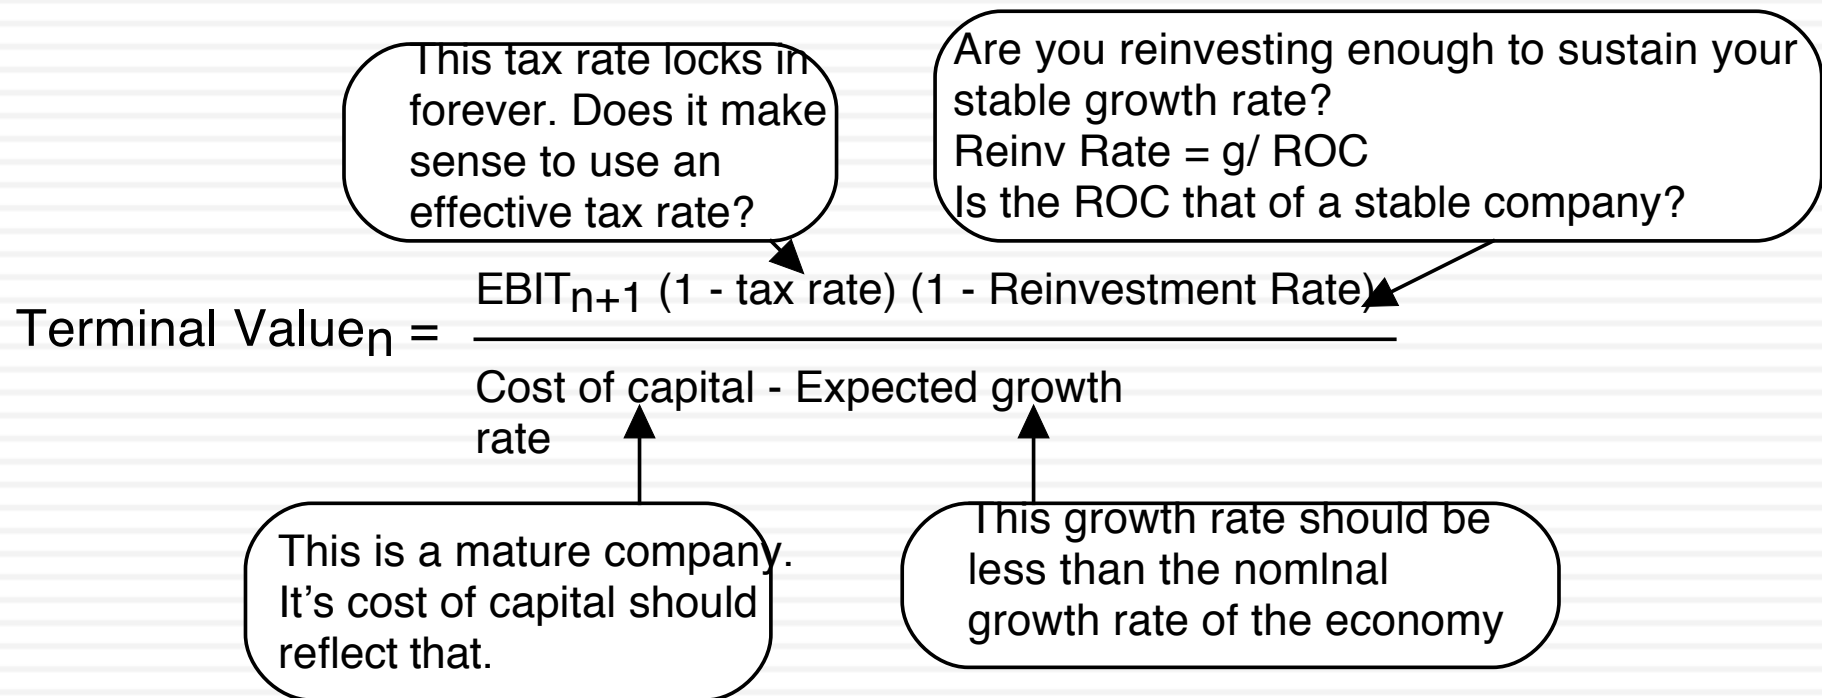 This tax rate locks in
forever. Does it make
sense to use an
effective tax rate?
Are you reinvesting enough to sustain your
stable growth rate?
Reinv Rate = g/ ROC
Is the ROC that of a stable company?
Terminal Valuen =
EBITn+1 (1 - tax rate) (1 - Reinvestment Rate)
Cost of capital - Expected growth
rate
This is a mature company.
It’s cost of capital should
reflect that.
This growth rate should be
less than the nomInal
growth rate of the economy